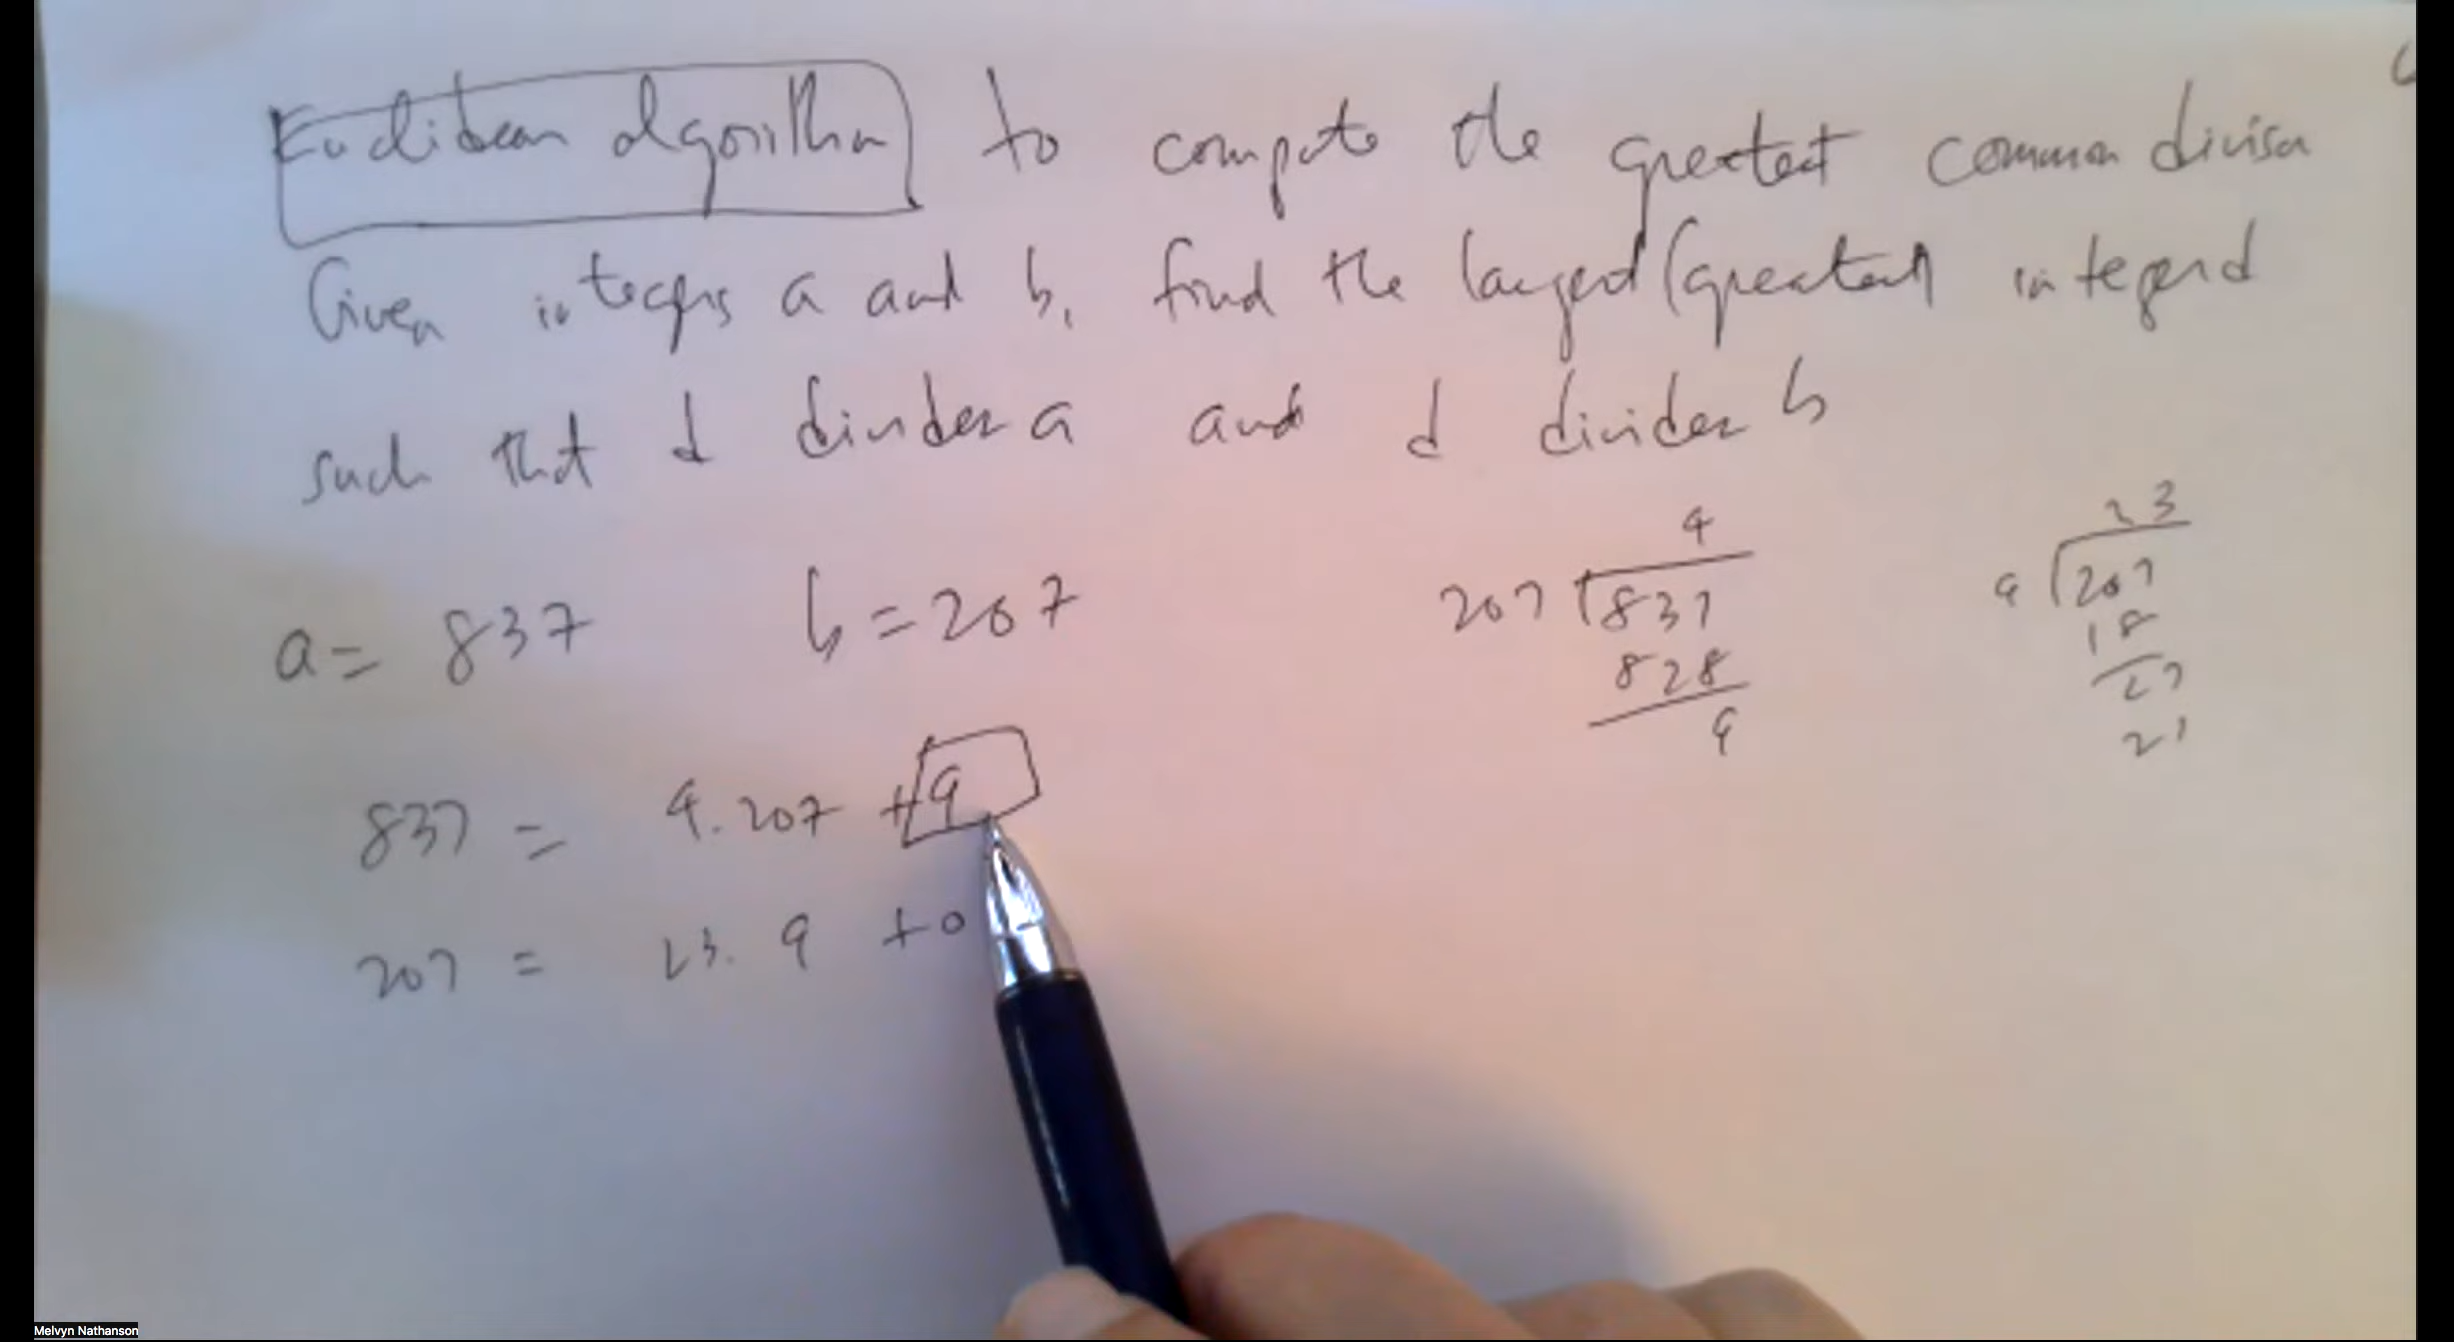 Euclidean algorithm to compute the greatest common divisor
Given integers a and b, find the largest (greatest) integer d
such that d divides a and d divides b
a = 837 b = 207
4
207 837
828
9
23
9 207
18
27
27
837 = 4.207 + 9
207 = 23.9 + 0
Melvyn Nathanson